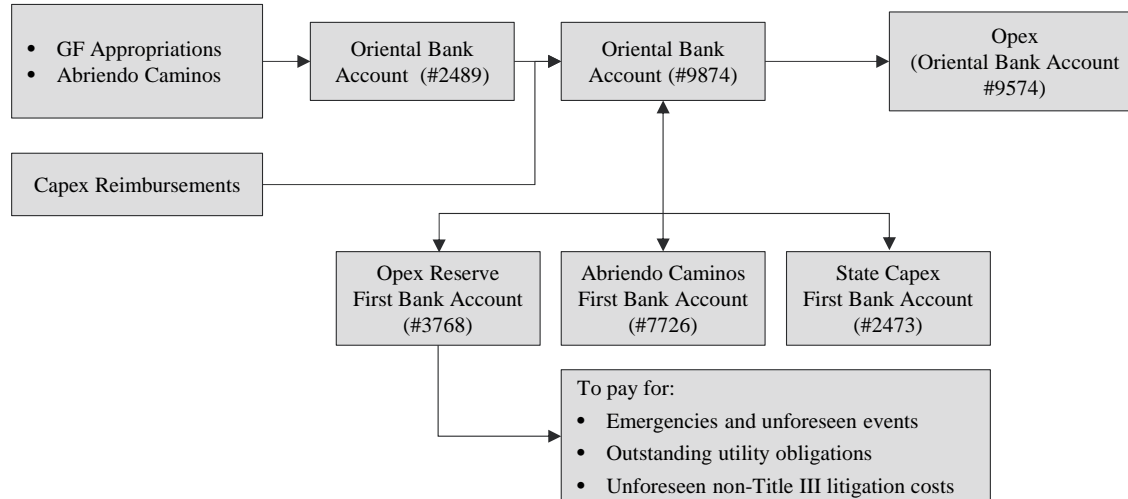 • GF Appropriations
• Abriendo Caminos
Oriental Bank
Account (#2489)
Oriental Bank
Account (#9874)
Opex
(Oriental Bank Account
#9574)
Capex Reimbursements
Opex Reserve
First Bank Account
(#3768)
Abriendo Caminos
First Bank Account
(#7726)
State Capex
First Bank Account
(#2473)
To pay for:
• Emergencies and unforeseen events
• Outstanding utility obligations
• Unforeseen non-Title III litigation costs